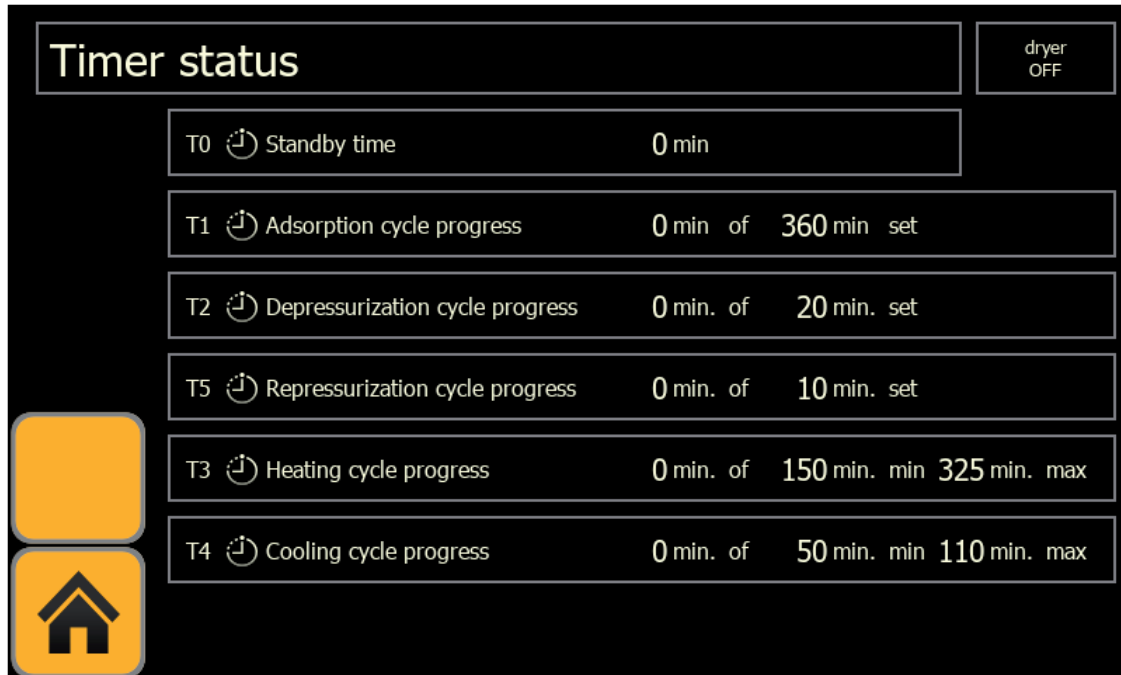 Timer status
dryer
OFF
T0 Standby time 0 min
T1 Adsorption cycle progress 0 min of 360 min set
T2 Depressurization cycle progress 0 min. of 20 min. set
T5 Repressurization cycle progress 0 min. of 10 min. set
T3 Heating cycle progress 0 min. of 150 min. min 325 min. max
T4 Cooling cycle progress 0 min. of 50 min. min 110 min. max